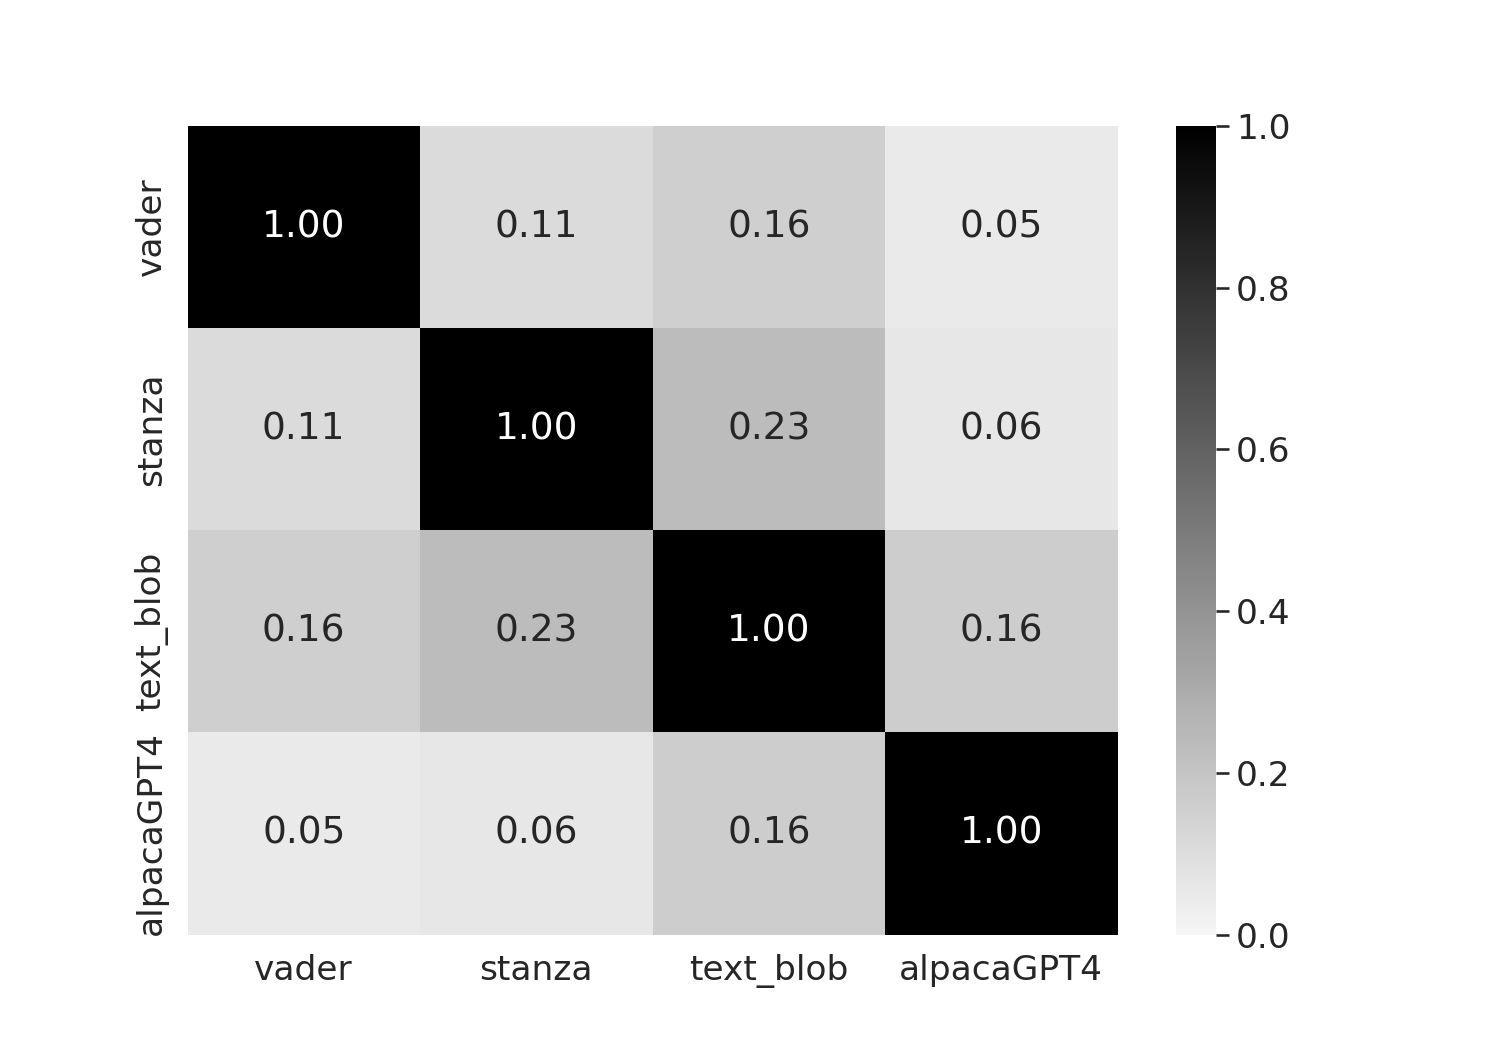 1.0
vader 1.00 0.11 0.16 0.05
0.8
stanza 0.11 1.00 0.23 0.06
0.6
text_blob 0.16 0.23 1.00 0.16
0.4
0.2
alpacaGPT4 0.05 0.06 0.16 1.00
0.0
vader stanza text_blob alpacaGPT4